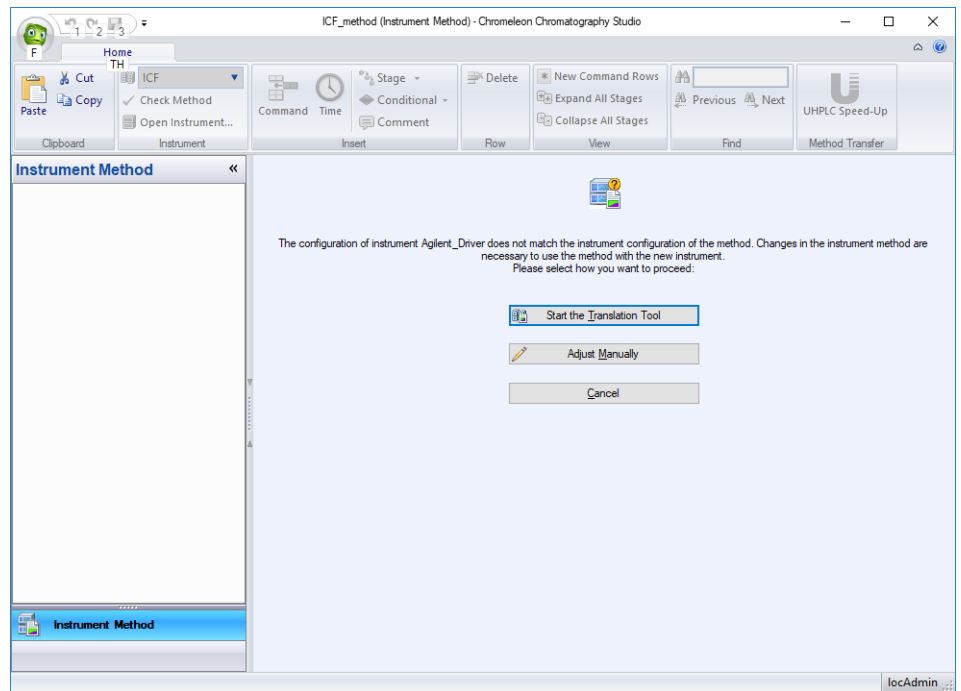 ICF_method (Instrument Method) - Chromeleon Chromatography Studio
1 2 3
F
Home
TH
Paste
Cut
Copy
Clipboard
ICF
Check Method
Open Instrument...
Instrument
Command
Time
Stage
Conditional
Comment
Insert
Delete
Row
New Command Rows
Expand All Stages
Collapse All Stages
View
Previous Next
Find
UHPLC Speed-Up
Method Transfer
Instrument Method
The configuration of instrument Agilent_Driver does not match the instrument configuration of the method. Changes in the instrument method are
necessary to use the method with the new instrument.
Please select how you want to proceed:
Start the Translation Tool
Adjust Manually
Cancel
Instrument Method
locAdmin